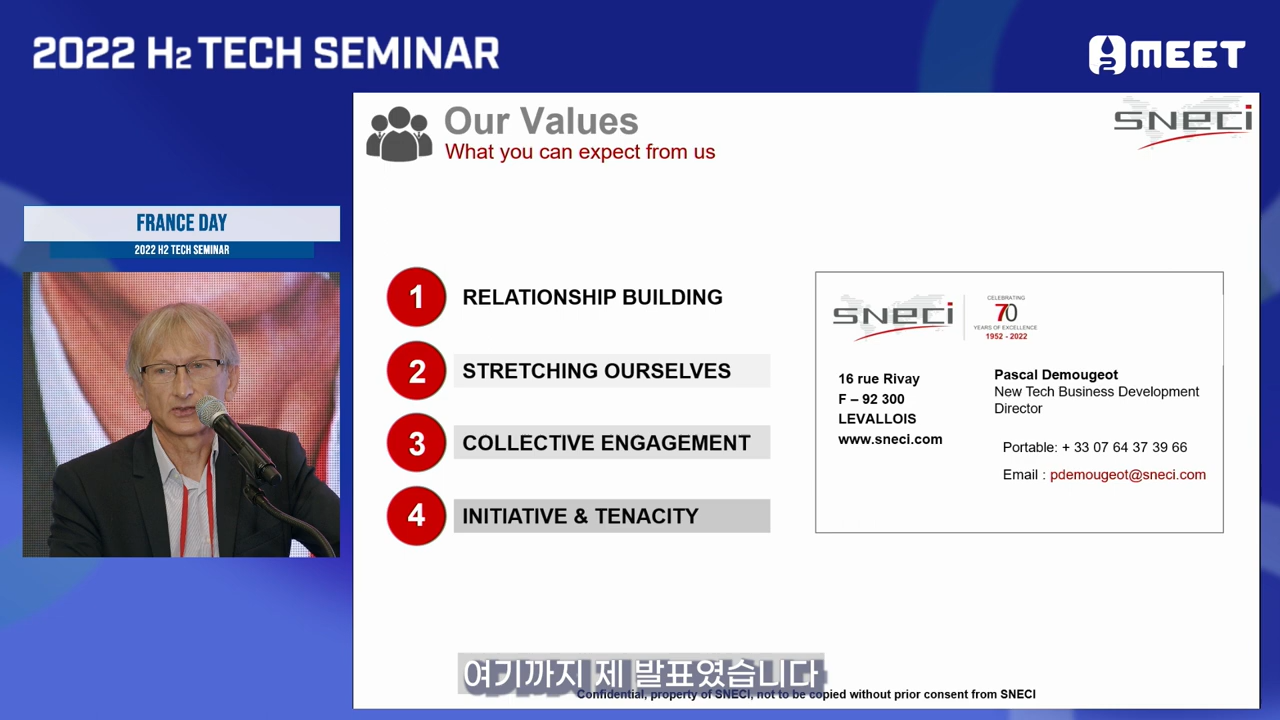 2022 H2 TECH SEMINAR
H2 MEET
FRANCE DAY
2022 H2 TECH SEMINAR
Our Values
What you can expect from us
sneci
1 RELATIONSHIP BUILDING
2 STRETCHING OURSELVES
3 COLLECTIVE ENGAGEMENT
4 INITIATIVE & TENACITY
sneci
CELEBRATING
70
YEARS OF EXCELLENCE
1952 - 2022
16 rue Rivay
F – 92 300
LEVALLOIS
www.sneci.com
Pascal Demougeot
New Tech Business Development
Director
Portable: + 33 07 64 37 39 66
Email : pdemougeot@sneci.com
여기까지 제 발표였습니다
Confidential, property of SNECI, not to be copied without prior consent from SNECI